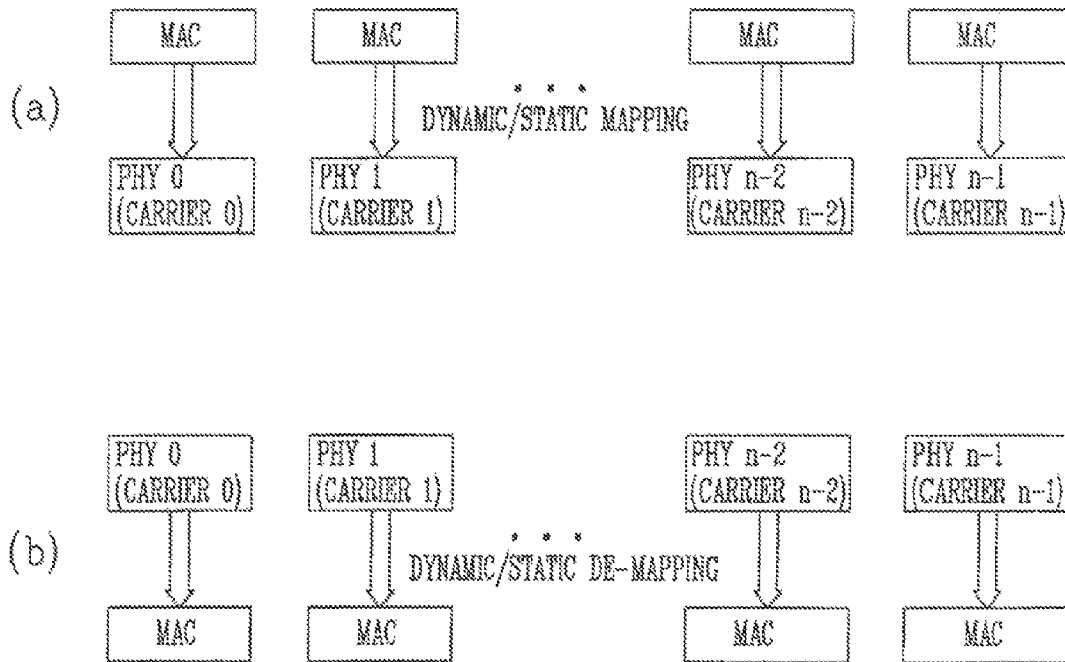 MAC MAC MAC MAC
(a)
. . .
DYNAMIC/STATIC MAPPING
PHY 0 PHY 1 PHY n-2 PHY n-1
(CARRIER 0) (CARRIER 1) (CARRIER n-2) (CARRIER n-1)
PHY 0 PHY 1 PHY n-2 PHY n-1
(CARRIER 0) (CARRIER 1) (CARRIER n-2) (CARRIER n-1)
(b)
. . .
DYNAMIC/STATIC DE-MAPPING
MAC MAC MAC MAC